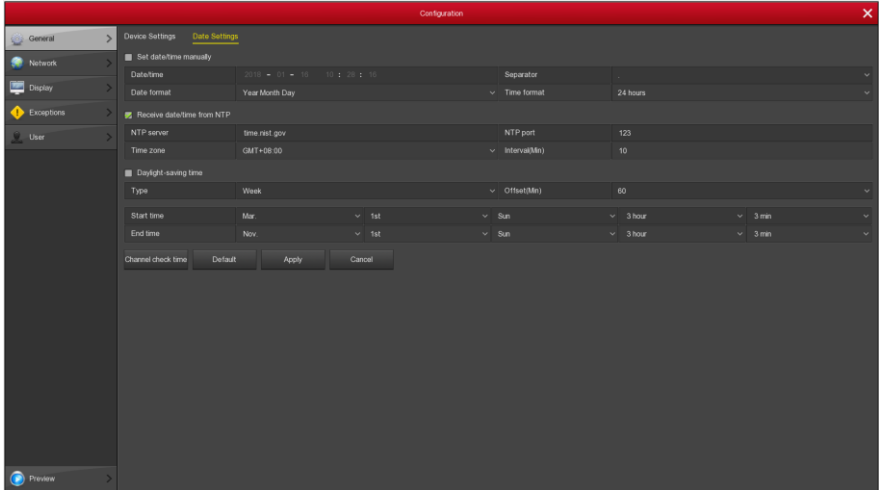 Configuration
General
Network
Display
Exceptions
User
Preview
Device Settings Date Settings
Set date/time manually
Date/time Separator .
Date format Year Month Day Time format 24 hours
Receive date/time from NTP
NTP server time.nist.gov NTP port 123
Time zone GMT+08:00 Interval(Min) 10
Daylight-saving time
Type Week Offset(Min) 60
Start time Mar. 1st Sun 3 hour 3 min
End time Nov. 1st Sun 3 hour 3 min
Channel check time Default Apply Cancel